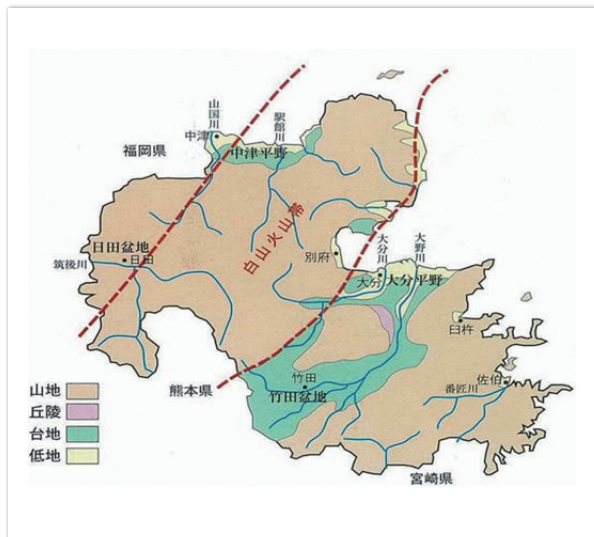 山国川
駅館川
中津
中津平野
福岡県
白山火山帯
日田盆地
日田
筑後川
別府
大分川
大野川
大分
大分平野
臼杵
熊本県
竹田
竹田盆地
番匠川
佐伯
宮崎県
山地
丘陵
台地
低地